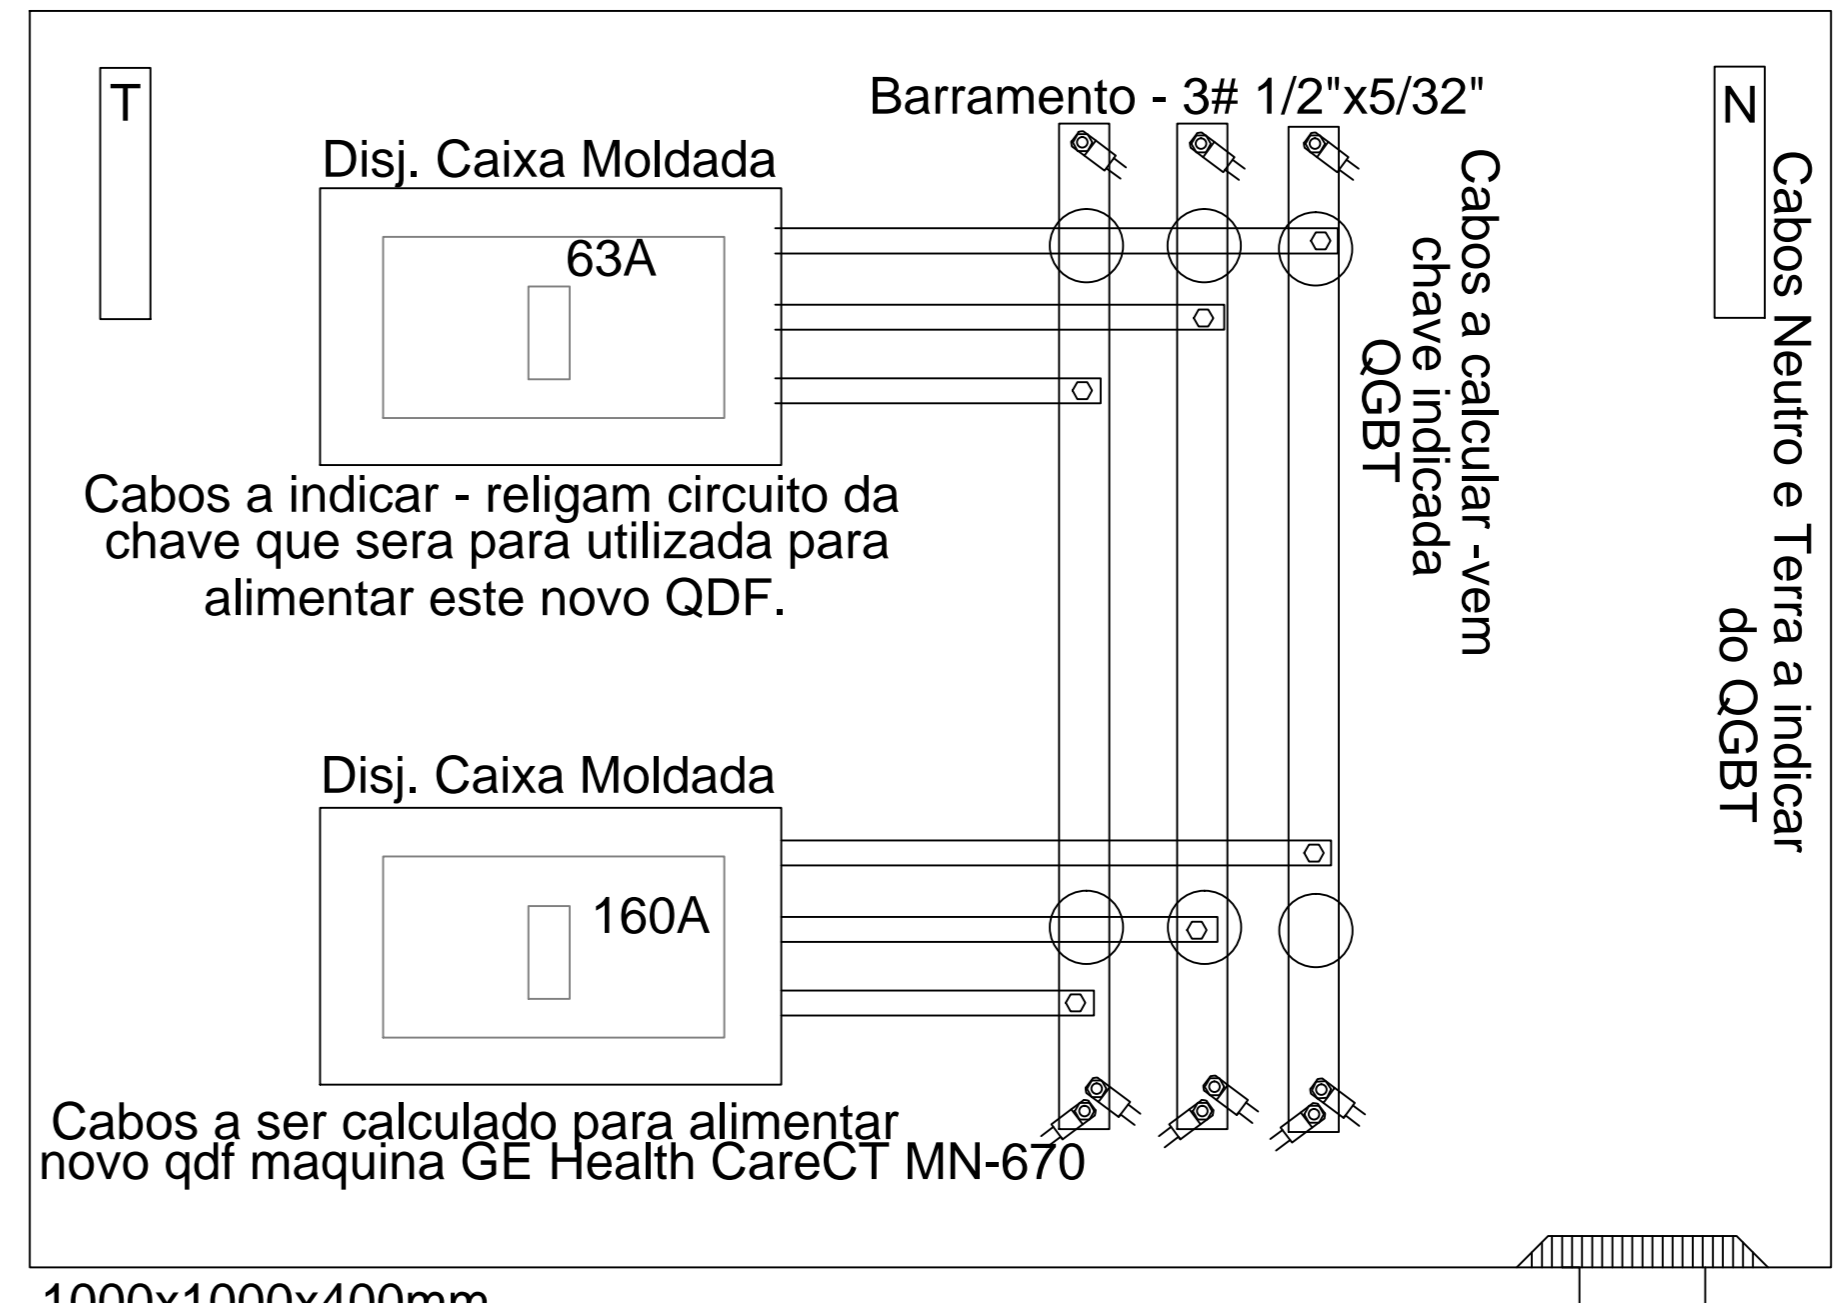 T
Barramento - 3# 1/2"x5/32"
N
Disj. Caixa Moldada
63A
Cabos a calcular -vem
chave indicada
QGBT
Cabos Neutro e Terra a indicar
do QGBT
Cabos a indicar - religam circuito da
chave que sera para utilizada para
alimentar este novo QDF.
Disj. Caixa Moldada
160A
Cabos a ser calculado para alimentar
novo qdf maquina GE Health CareCT MN-670
1000x1000x400mm